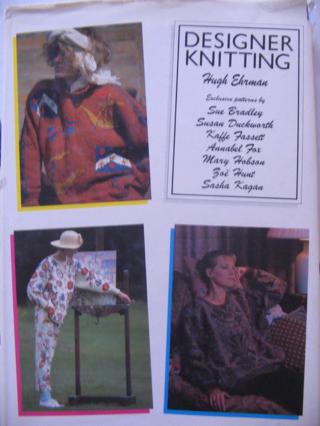 DESIGNER
KNITTING
Hugh Ehrman
Exclusive patterns by
Sue Bradley
Susan Duckworth
Kaffe Fassett
Annabel Fox
Mary Hobson
Zoë Hunt
Sasha Kagan